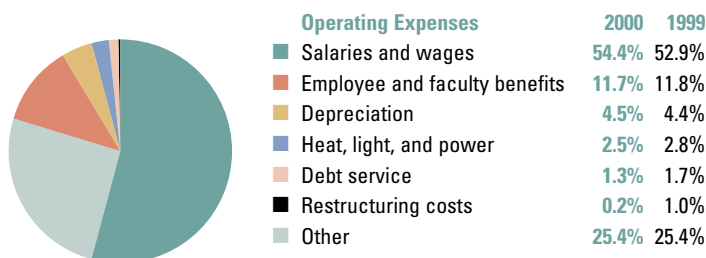 Operating Expenses 2000 1999
Salaries and wages 54.4% 52.9%
Employee and faculty benefits 11.7% 11.8%
Depreciation 4.5% 4.4%
Heat, light, and power 2.5% 2.8%
Debt service 1.3% 1.7%
Restructuring costs 0.2% 1.0%
Other 25.4% 25.4%